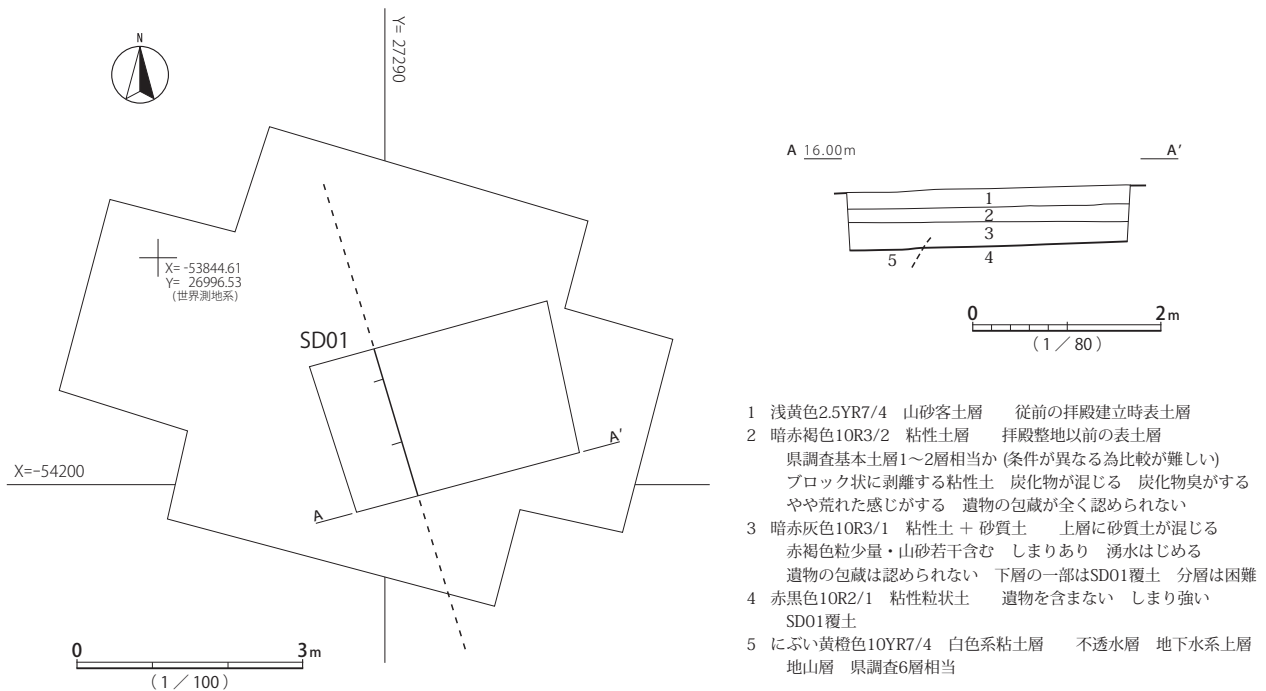 N
Y= 27290
X= -53844.61
Y= 26996.53
(世界測地系)
SD01
A
A'
X=-54200
0 3m
(1／100)
A 16.00m A'
1
2
3
4
5
0 2m
(1／80)
1 浅黄色2.5YR7/4 山砂客土層 従前の拝殿建立時表土層
2 暗赤褐色10R3/2 粘性土層 拝殿整地以前の表土層
県調査基本土層1～2層相当か (条件が異なる為比較が難しい)
ブロック状に剥離する粘性土 炭化物が混じる 炭化物臭がする
やや荒れた感じがする 遺物の包蔵が全く認められない
3 暗赤灰色10R3/1 粘性土 + 砂質土 上層に砂質土が混じる
赤褐色粒少量・山砂若干含む しまりあり 湧水はじめる
遺物の包蔵は認められない 下層の一部はSD01覆土 分層は困難
4 赤黒色10R2/1 粘性粒状土 遺物を含まない しまり強い
SD01覆土
5 にぶい黄橙色10YR7/4 白色系粘土層 不透水層 地下水系上層
地山層 県調査6層相当